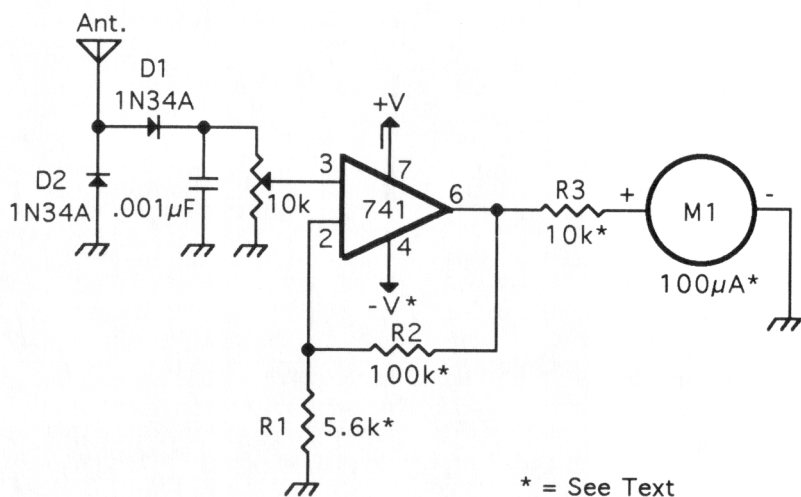 Ant.
D1
1N34A
+V
D2
1N34A
.001µF
10k
3
7
741
2
4
6
-V*
R3
10k*
+
M1
-
100µA*
R2
100k*
R1
5.6k*
* = See Text